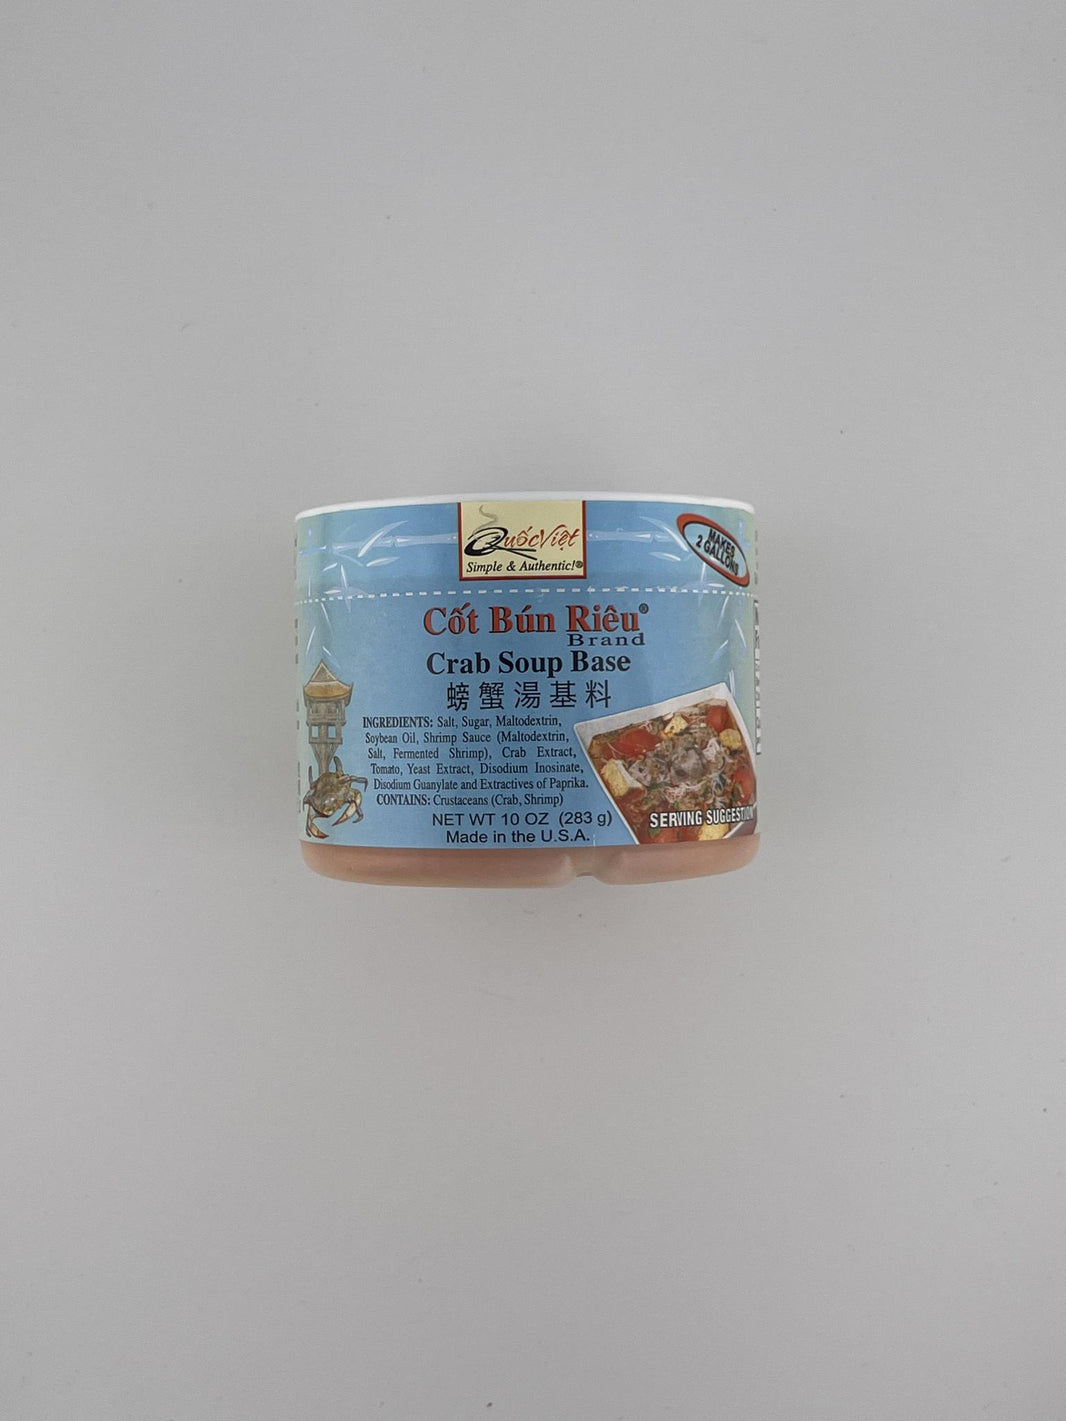 QuốcViệt
Simple & Authentic!®
MAKES
2 GALLONS
Cốt Bún Riêu®
Brand
Crab Soup Base
螃蟹湯基料
INGREDIENTS: Salt, Sugar, Maltodextrin,
Soybean Oil, Shrimp Sauce (Maltodextrin,
Salt, Fermented Shrimp), Crab Extract,
Tomato, Yeast Extract, Disodium Inosinate,
Disodium Guanylate and Extractives of Paprika.
CONTAINS: Crustaceans (Crab, Shrimp)
NET WT 10 OZ (283 g)
Made in the U.S.A.
SERVING SUGGESTION